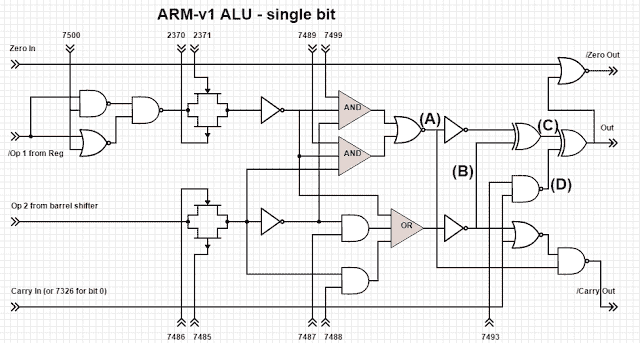 ARM-v1 ALU - single bit
7500
2370
2371
7489
7499
Zero In
/Zero Out
AND
(A)
(C)
Out
AND
/Op 1 from Reg
(B)
(D)
Op 2 from barrel shifter
OR
Carry In (or 7326 for bit 0)
/Carry Out
7486
7485
7487
7488
7493